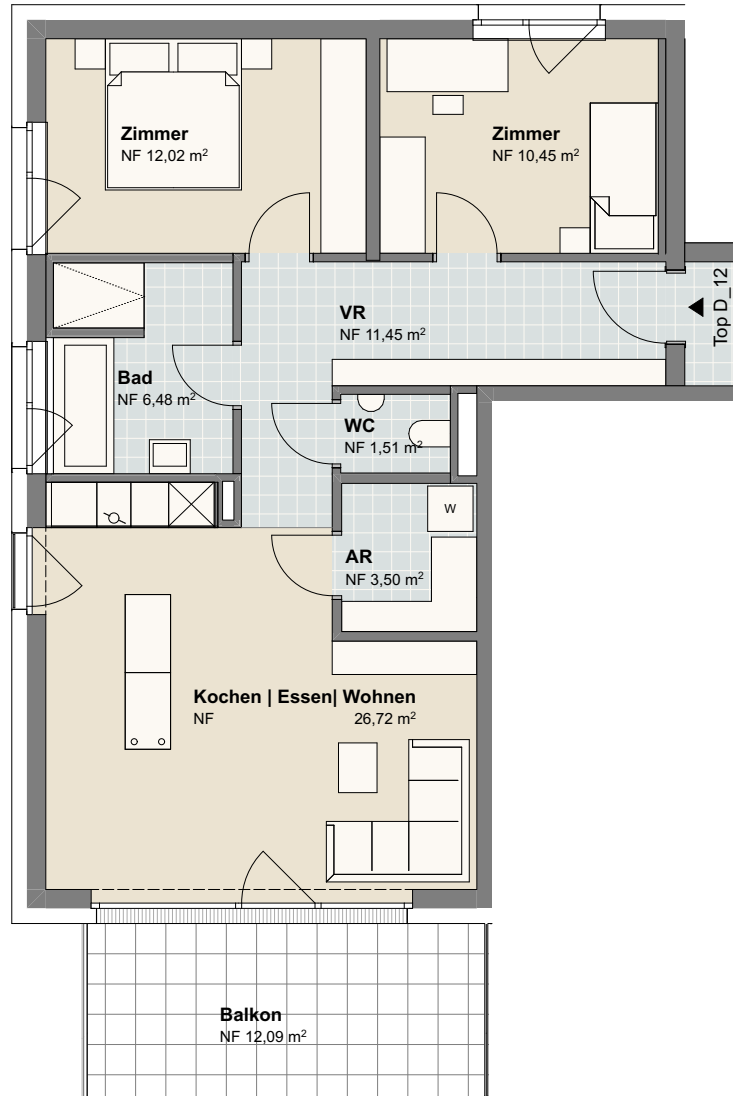 Zimmer
NF 12,02 m²
Zimmer
NF 10,45 m²
Top D_12
VR
NF 11,45 m²
Bad
NF 6,48 m²
WC
NF 1,51 m²
W
AR
NF 3,50 m²
Kochen | Essen| Wohnen
NF 26,72 m²
Balkon
NF 12,09 m²